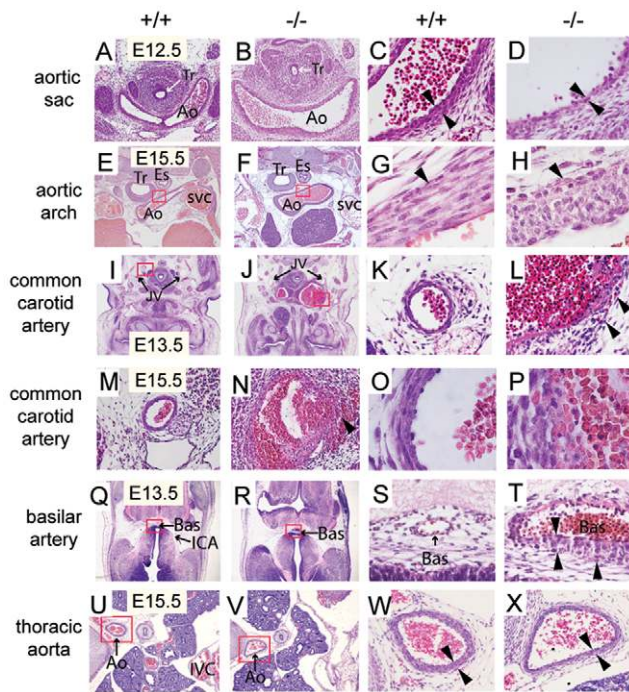 +/+ -/- +/+ -/-
aortic
sac
A E12.5 Tr Ao
B Tr Ao
C
D
aortic
arch
E E15.5 Tr Es Ao SVC
F Tr Es Ao SVC
G
H
common
carotid
artery
I JV E13.5
J JV
K
L
common
carotid
artery
M E15.5
N
O
P
basilar
artery
Q E13.5 Bas ICA
R Bas
S Bas
T Bas
thoracic
aorta
U E15.5 Ao IVC
V Ao
W
X